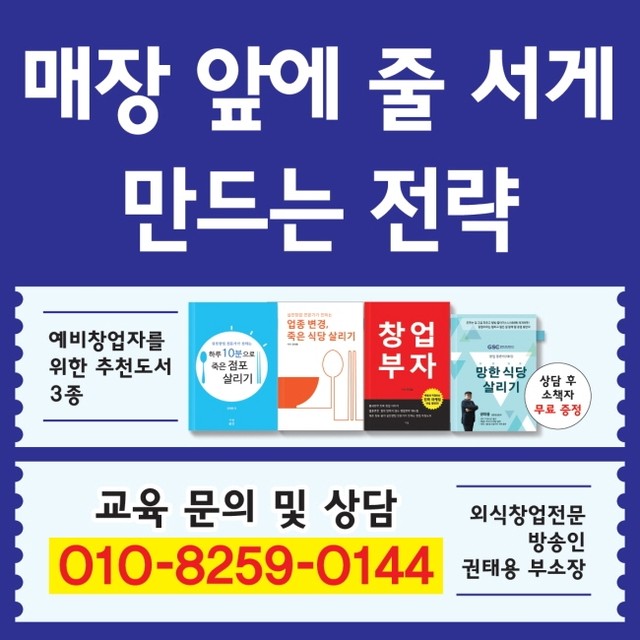 매장 앞에 줄 서게
만드는 전략
예비창업자를
위한 추천도서
3종
하루 10분으로
죽은 점포
살리기
업종 변경,
죽은 식당 살리기
창업
부자
GBC
망한 식당
살리기
상담 후
소책자
무료 증정
교육 문의 및 상담
010-8259-0144
외식창업전문
방송인
권태용 부소장